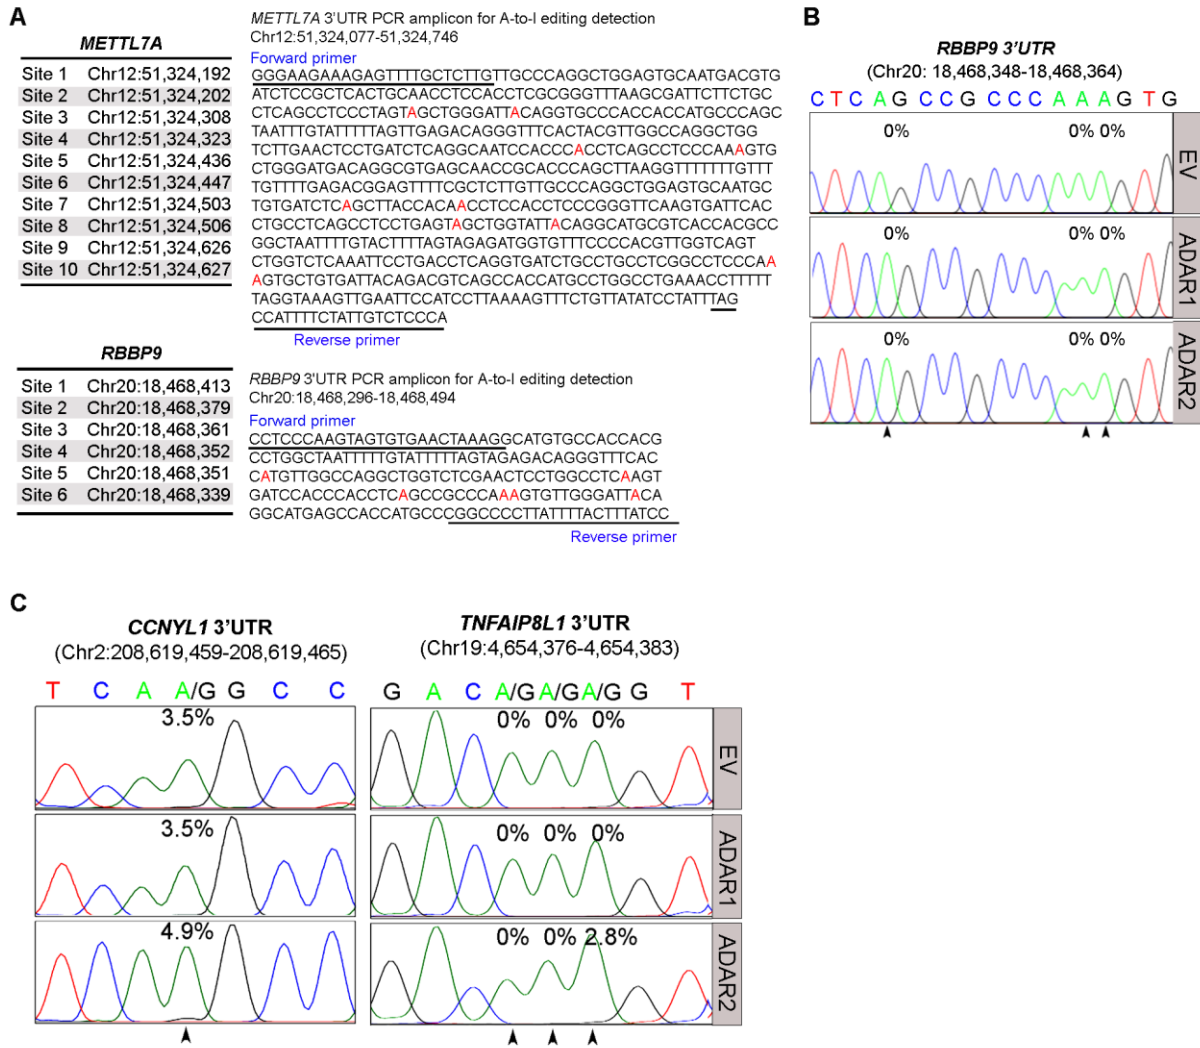 A
METTL7A
Site 1 Chr12:51,324,192
Site 2 Chr12:51,324,202
Site 3 Chr12:51,324,308
Site 4 Chr12:51,324,323
Site 5 Chr12:51,324,436
Site 6 Chr12:51,324,447
Site 7 Chr12:51,324,503
Site 8 Chr12:51,324,506
Site 9 Chr12:51,324,626
Site 10 Chr12:51,324,627
METTL7A 3'UTR PCR amplicon for A-to-I editing detection
Chr12:51,324,077-51,324,746
Forward primer
GGGAAGAAAGAGTTTTGCTCTTGTTGCCCAGGCTGGAGTGCAATGACGTG
ATCTCCGCTCACTGCAACCTCCACCTCGCGGGTTTAAGCGATTCTTCTGC
CTCAGCCTCCCTAGTAGCTGGGATTACAGGTGCCCACCACCATGCCCAGC
TAATTTGTATTTTTAGTTGAGACAGGGTTTCACTACGTTGGCCAGGCTGG
TCTTGAACTCCTGATCTCAGGCAATCCACCCACCTCAGCCTCCCAAAGTG
CTGGGATGACAGGCGTGAGCAACCGCACCCAGCTTAAGGTTTTTTTGTTT
TGTTTTGAGACGGAGTTTTCGCTCTTGTTGCCCAGGCTGGAGTGCAATGC
TGTGATCTCAGCTTACCACAACCTCCACCTCCCGGGTTCAAGTGATTCAC
CTGCCTCAGCCTCCTGAGTAGCTGGTATTACAGGCATGCGTCACCACGCC
GGCTAATTTTGTACTTTTAGTAGAGATGGTGTTTCCCCACGTTGGTCAGT
CTGGTCTCAAATTCCTGACCTCAGGTGATCTGCCTGCCTCGGCCTCCCAA
AAGTGCTGTGATTACAGACGTCAGCCACCATGCCTGGCCTGAAACCTTTTT
TAGGTAAAGTTGAATTCCATCCTTAAAAGTTTCTGTTATATCCTATTTAG
CCATTTTCTATTGTCTCCCA
Reverse primer
RBBP9
Site 1 Chr20:18,468,413
Site 2 Chr20:18,468,379
Site 3 Chr20:18,468,361
Site 4 Chr20:18,468,352
Site 5 Chr20:18,468,351
Site 6 Chr20:18,468,339
RBBP9 3'UTR PCR amplicon for A-to-I editing detection
Chr20:18,468,296-18,468,494
Forward primer
CCTCCCAAGTAGTGTGAACTAAAGGCATGTGCCACCACG
CCTGGCTAATTTTTGTATTTTTAGTAGAGACAGGGTTTCAC
CATGTTGGCCAGGCTGGTCTCGAACTCCTGGCCTCAAGT
GATCCACCCACCTCAGCCGCCCAAAGTGTTGGGATTACA
GGCATGAGCCACCATGCCCGGCCCCTTATTTTACTTTATCC
Reverse primer
B
RBBP9 3'UTR
(Chr20: 18,468,348-18,468,364)
C T C A G C C G C C C A A A G T G
0% 0% 0%
EV
0% 0% 0%
ADAR1
0% 0% 0%
ADAR2
C
CCNYL1 3'UTR
(Chr2:208,619,459-208,619,465)
T C A A/G G C C
3.5%
3.5%
4.9%
TNFAIP8L1 3'UTR
(Chr19:4,654,376-4,654,383)
G A C A/GA/GA/G G T
0% 0% 0%
EV
0% 0% 0%
ADAR1
0% 0% 2.8%
ADAR2